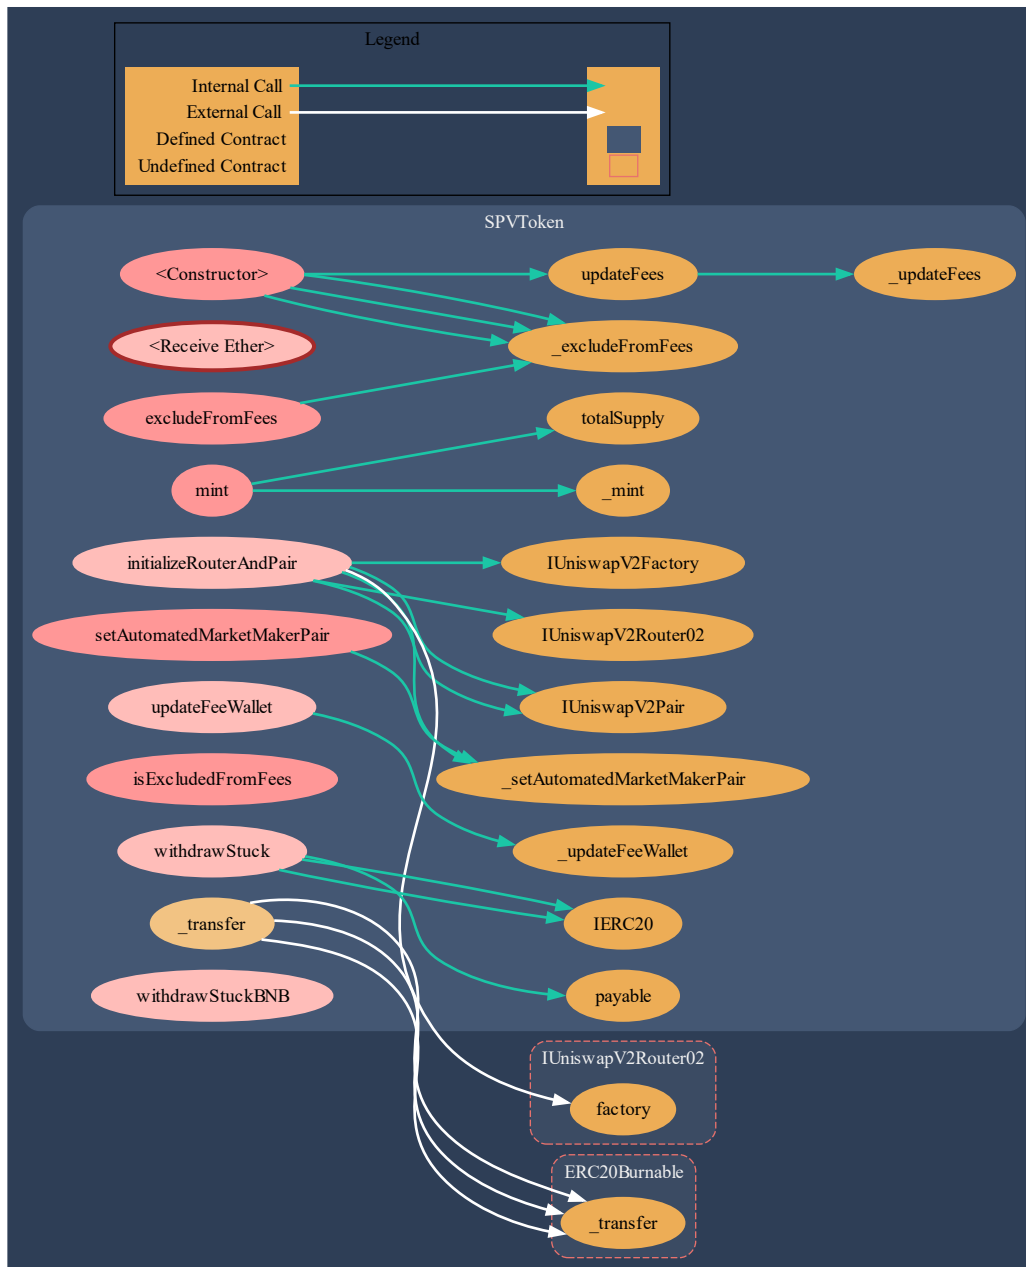 Legend
Internal Call
External Call
Defined Contract
Undefined Contract
SPVToken
<Constructor>
updateFees
_updateFees
<Receive Ether>
_excludeFromFees
excludeFromFees
totalSupply
mint
_mint
initializeRouterAndPair
IUniswapV2Factory
setAutomatedMarketMakerPair
IUniswapV2Router02
updateFeeWallet
IUniswapV2Pair
isExcludedFromFees
_setAutomatedMarketMakerPair
withdrawStuck
_updateFeeWallet
_transfer
IERC20
withdrawStuckBNB
payable
IUniswapV2Router02
factory
ERC20Burnable
_transfer